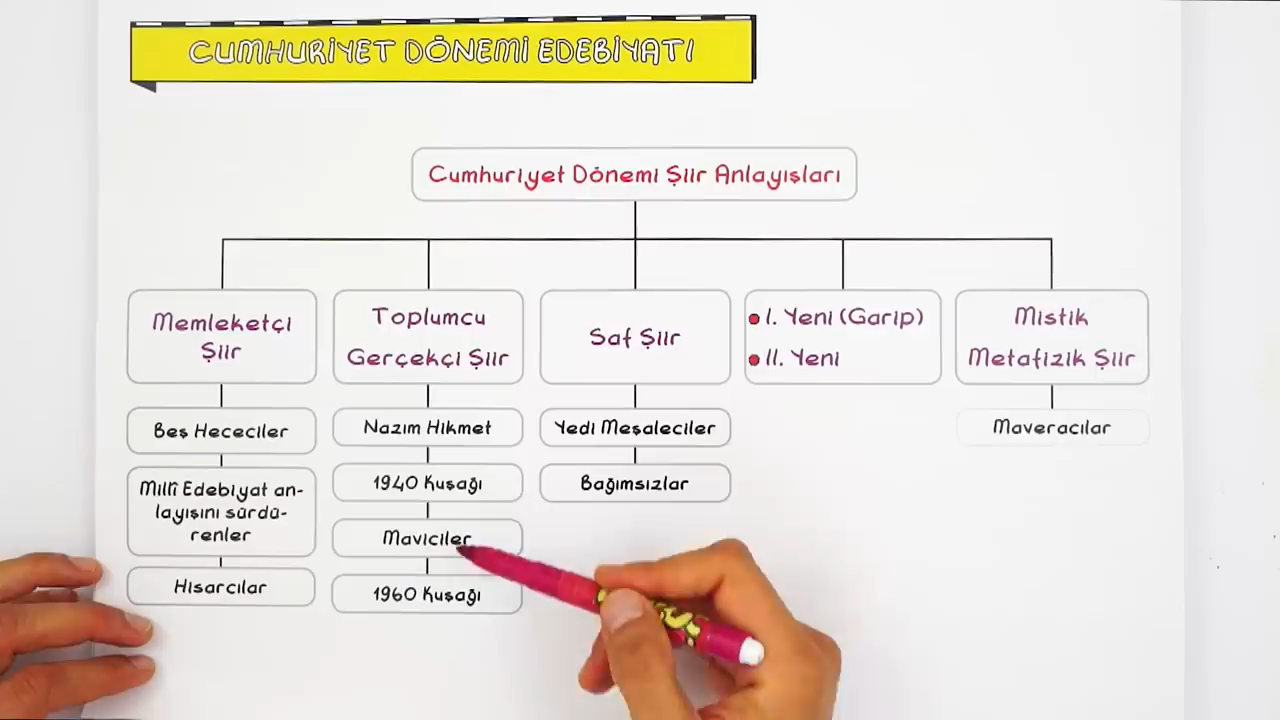 CUMHURİYET DÖNEMİ EDEBİYATI
Cumhuriyet Dönemi Şiir Anlayışları
Memleketçi
Şiir
Beş Hececiler
Millî Edebiyat an-
layışını sürdü-
renler
Hisarcılar
Toplumcu
Gerçekçi Şiir
Nazım Hikmet
1940 Kuşağı
Maviciler
1960 Kuşağı
Saf Şiir
Yedi Meşaleciler
Bağımsızlar
I. Yeni (Garip)
II. Yeni
Mistik
Metafizik Şiir
Maveracılar